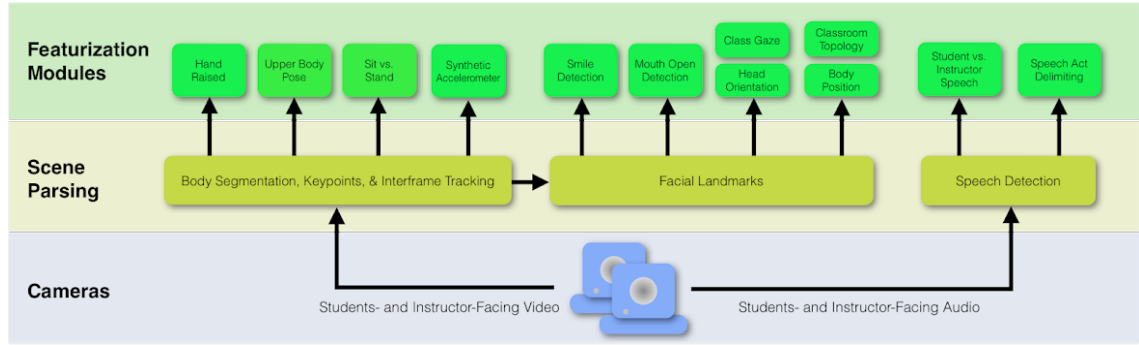 Featurization
Modules
Hand
Raised
Upper Body
Pose
Sit vs.
Stand
Synthetic
Accelerometer
Smile
Detection
Mouth Open
Detection
Class Gaze
Head
Orientation
Classroom
Topology
Body
Position
Student vs.
Instructor
Speech
Speech Act
Delimiting
Scene
Parsing
Body Segmentation, Keypoints, & Interframe Tracking
Facial Landmarks
Speech Detection
Cameras
Students- and Instructor-Facing Video
Students- and Instructor-Facing Audio